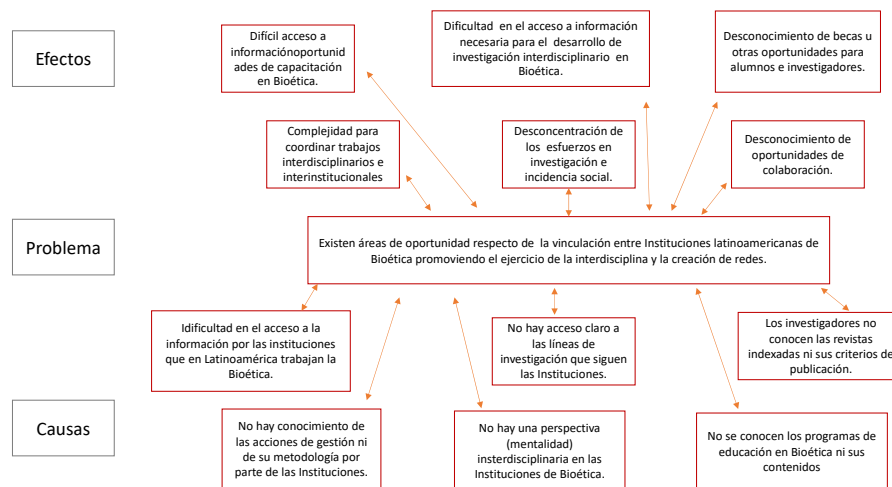 Efectos
Difícil acceso a
informaciónoportunid
ades de capacitación
en Bioética.
Dificultad en el acceso a información
necesaria para el desarrollo de
investigación interdisciplinario en
Bioética.
Desconocimiento de becas u
otras oportunidades para
alumnos e investigadores.
Complejidad para
coordinar trabajos
interdisciplinarios e
interinstitucionales
Desconcentración de
los esfuerzos en
investigación e
incidencia social.
Desconocimiento de
oportunidades de
colaboración.
Problema
Existen áreas de oportunidad respecto de la vinculación entre Instituciones latinoamericanas de
Bioética promoviendo el ejercicio de la interdisciplina y la creación de redes.
Idificultad en el acceso a la
información por las instituciones
que en Latinoamérica trabajan la
Bioética.
No hay acceso claro a
las líneas de
investigación que siguen
las Instituciones.
Los investigadores no
conocen las revistas
indexadas ni sus criterios de
publicación.
Causas
No hay conocimiento de
las acciones de gestión ni
de su metodología por
parte de las Instituciones.
No hay una perspectiva
(mentalidad)
insterdisciplinaria en las
Instituciones de Bioética.
No se conocen los programas de
educación en Bioética ni sus
contenidos